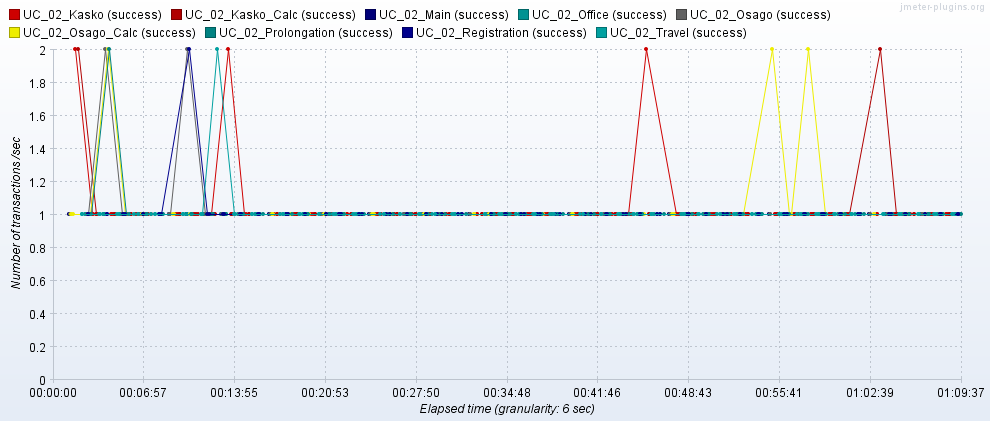 jmeter-plugins.org
UC_02_Kasko (success) UC_02_Kasko_Calc (success) UC_02_Main (success) UC_02_Office (success) UC_02_Osago (success)
UC_02_Osago_Calc (success) UC_02_Prolongation (success) UC_02_Registration (success) UC_02_Travel (success)
2
1.8
1.6
1.4
1.2
1
0.8
0.6
0.4
0.2
0
Number of transactions /sec
00:00:00 00:06:57 00:13:55 00:20:53 00:27:50 00:34:48 00:41:46 00:48:43 00:55:41 01:02:39 01:09:37
Elapsed time (granularity: 6 sec)